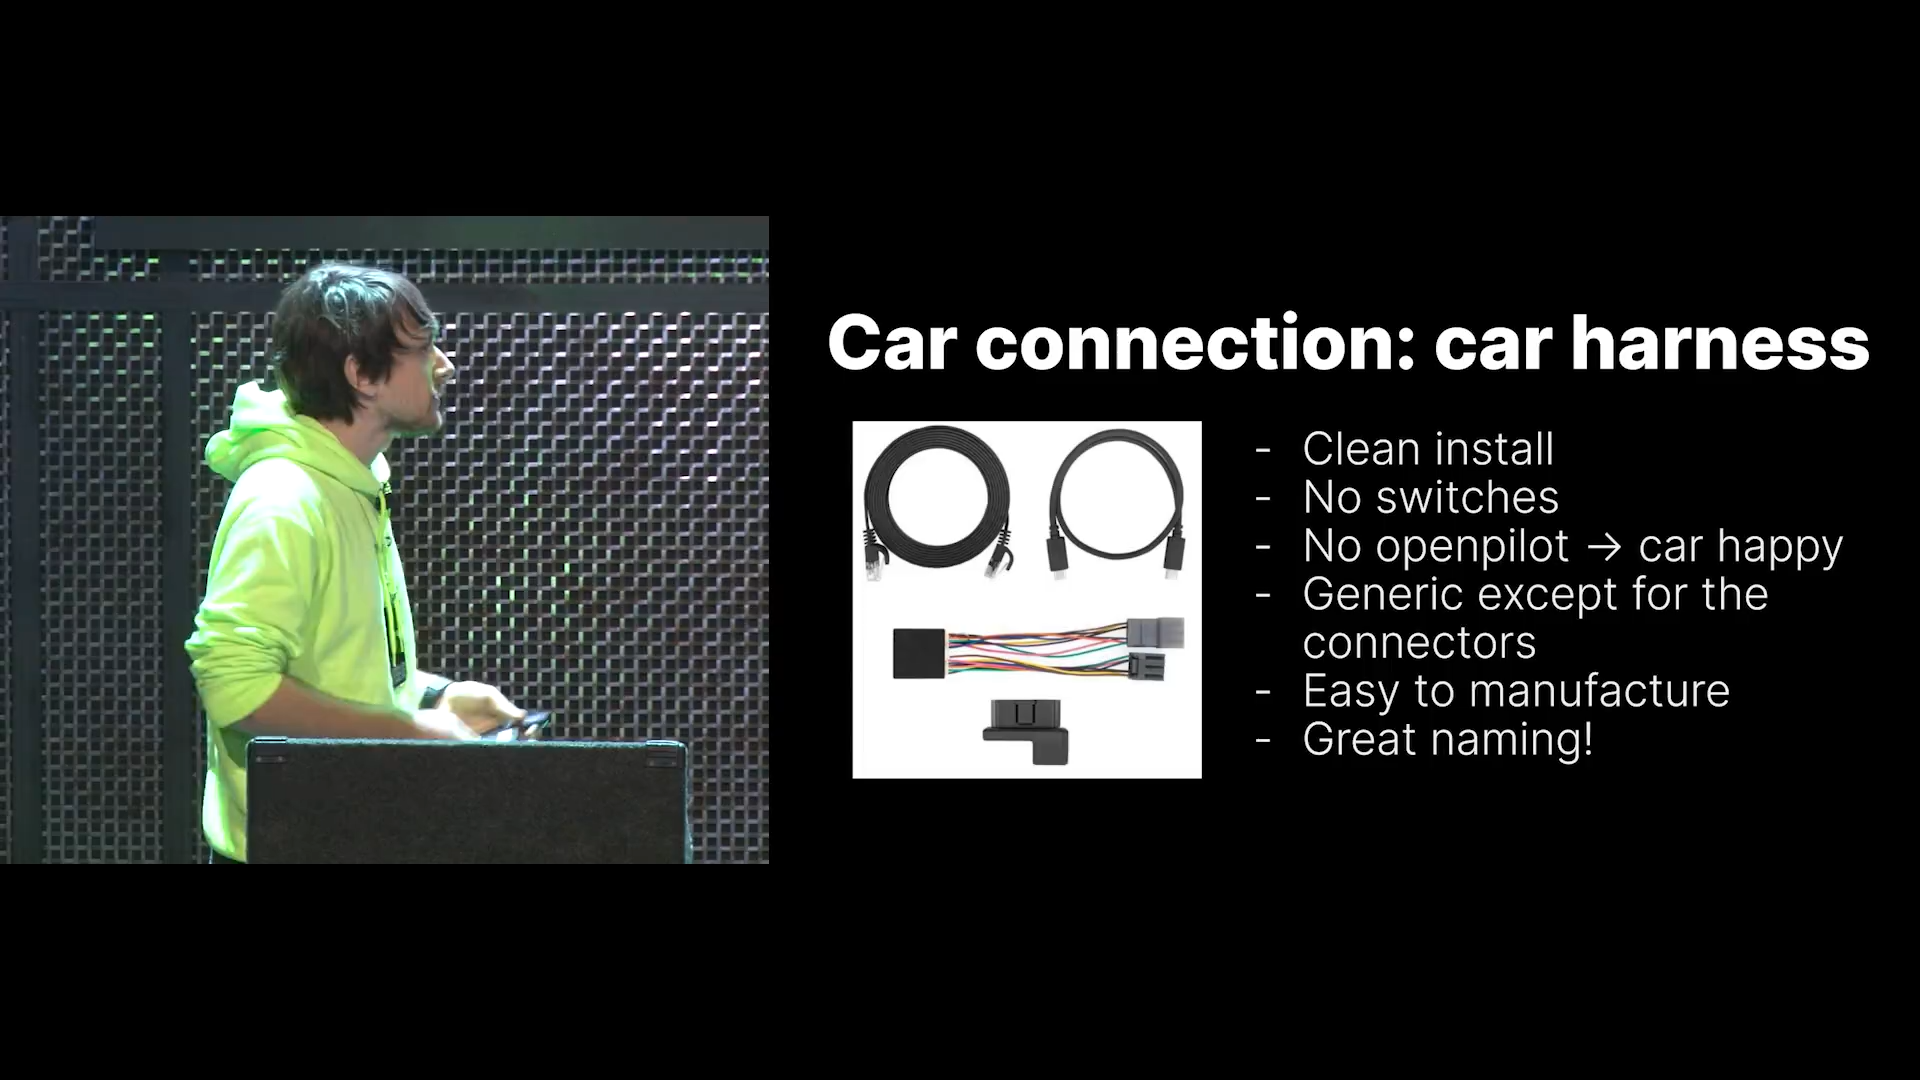 Car connection: car harness
- Clean install
- No switches
- No openpilot → car happy
- Generic except for the
connectors
- Easy to manufacture
- Great naming!